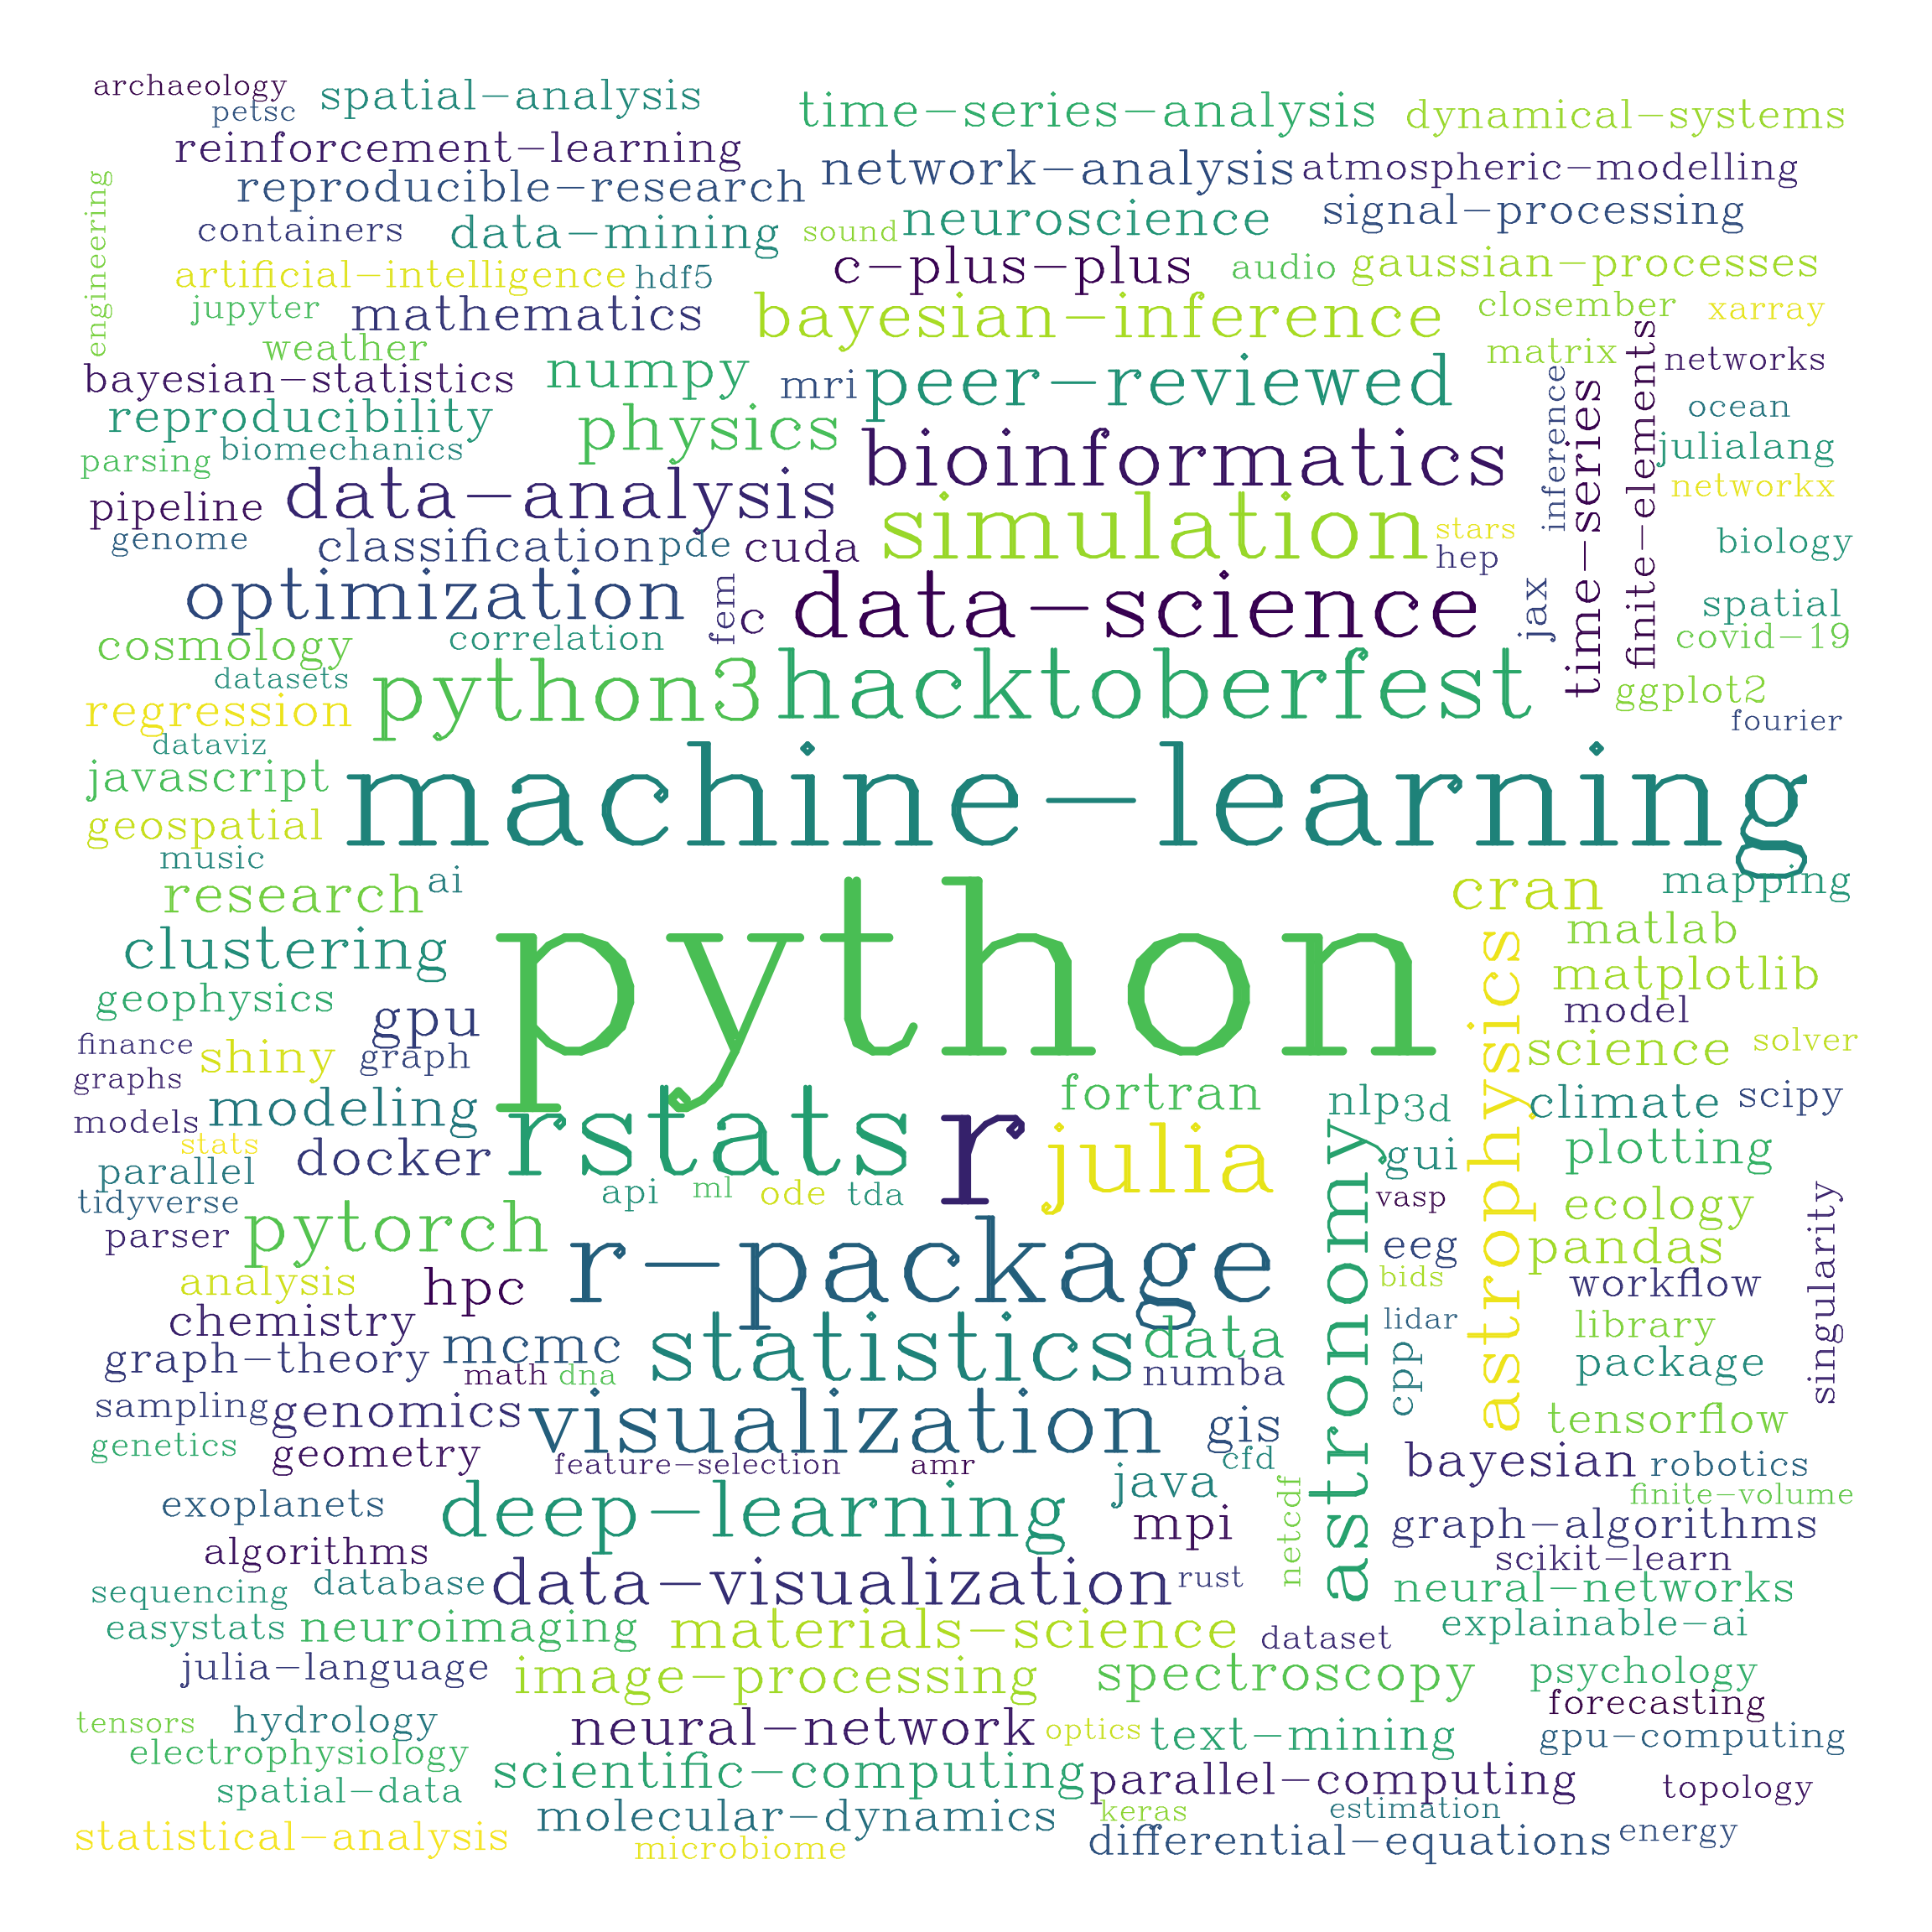 archaeology
petsc
spatial-analysis
time-series-analysis
dynamical-systems
reinforcement-learning
network-analysis
atmospheric-modelling
engineering
reproducible-research
containers
data-mining
sound
neuroscience
signal-processing
artificial-intelligence
hdf5
c-plus-plus
audio
gaussian-processes
jupyter
mathematics
bayesian-inference
closember
xarray
weather
bayesian-statistics
numpy
mri
peer-reviewed
matrix
networks
reproducibility
physics
inference
time-series
finite-elements
ocean
parsing
biomechanics
bioinformatics
julialang
pipeline
data-analysis
networkx
genome
classification
pde
cuda
simulation
stars
hep
biology
optimization
fem
c
data-science
jax
spatial
cosmology
correlation
covid-19
datasets
python3
hacktoberfest
ggplot2
regression
fourier
dataviz
javascript
machine-learning
geospatial
music
research
ai
cran
mapping
clustering
python
astrophysics
matlab
geophysics
matplotlib
gpu
model
finance
shiny
graph
science
solver
graphs
models
modeling
rstats
r
fortran
nlp
3d
climate
scipy
stats
docker
julia
astronomy
gui
plotting
parallel
api
ml
ode
tda
vasp
tidyverse
ecology
singularity
parser
pytorch
r-package
eeg
pandas
analysis
hpc
bids
workflow
chemistry
mcmc
statistics
data
lidar
library
graph-theory
math
dna
numba
cpp
package
sampling
genomics
visualization
gis
tensorflow
genetics
geometry
feature-selection
amr
cfd
bayesian
robotics
exoplanets
deep-learning
java
netcdf
finite-volume
mpi
graph-algorithms
algorithms
scikit-learn
sequencing
database
data-visualization
rust
neural-networks
easystats
neuroimaging
materials-science
dataset
explainable-ai
julia-language
image-processing
spectroscopy
psychology
forecasting
tensors
hydrology
neural-network
optics
text-mining
gpu-computing
electrophysiology
scientific-computing
parallel-computing
topology
spatial-data
molecular-dynamics
keras
estimation
statistical-analysis
microbiome
differential-equations
energy